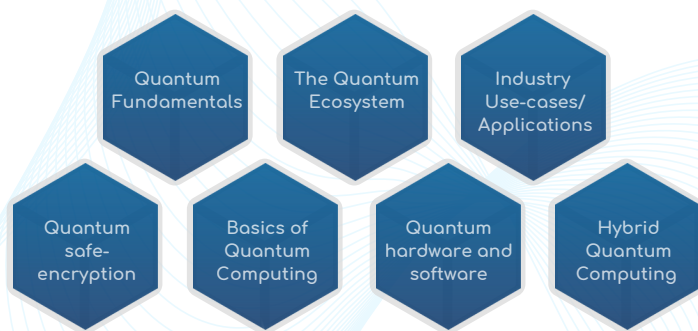 Quantum
Fundamentals
The Quantum
Ecosystem
Industry
Use-cases/
Applications
Quantum
safe-
encryption
Basics of
Quantum
Computing
Quantum
hardware and
software
Hybrid
Quantum
Computing